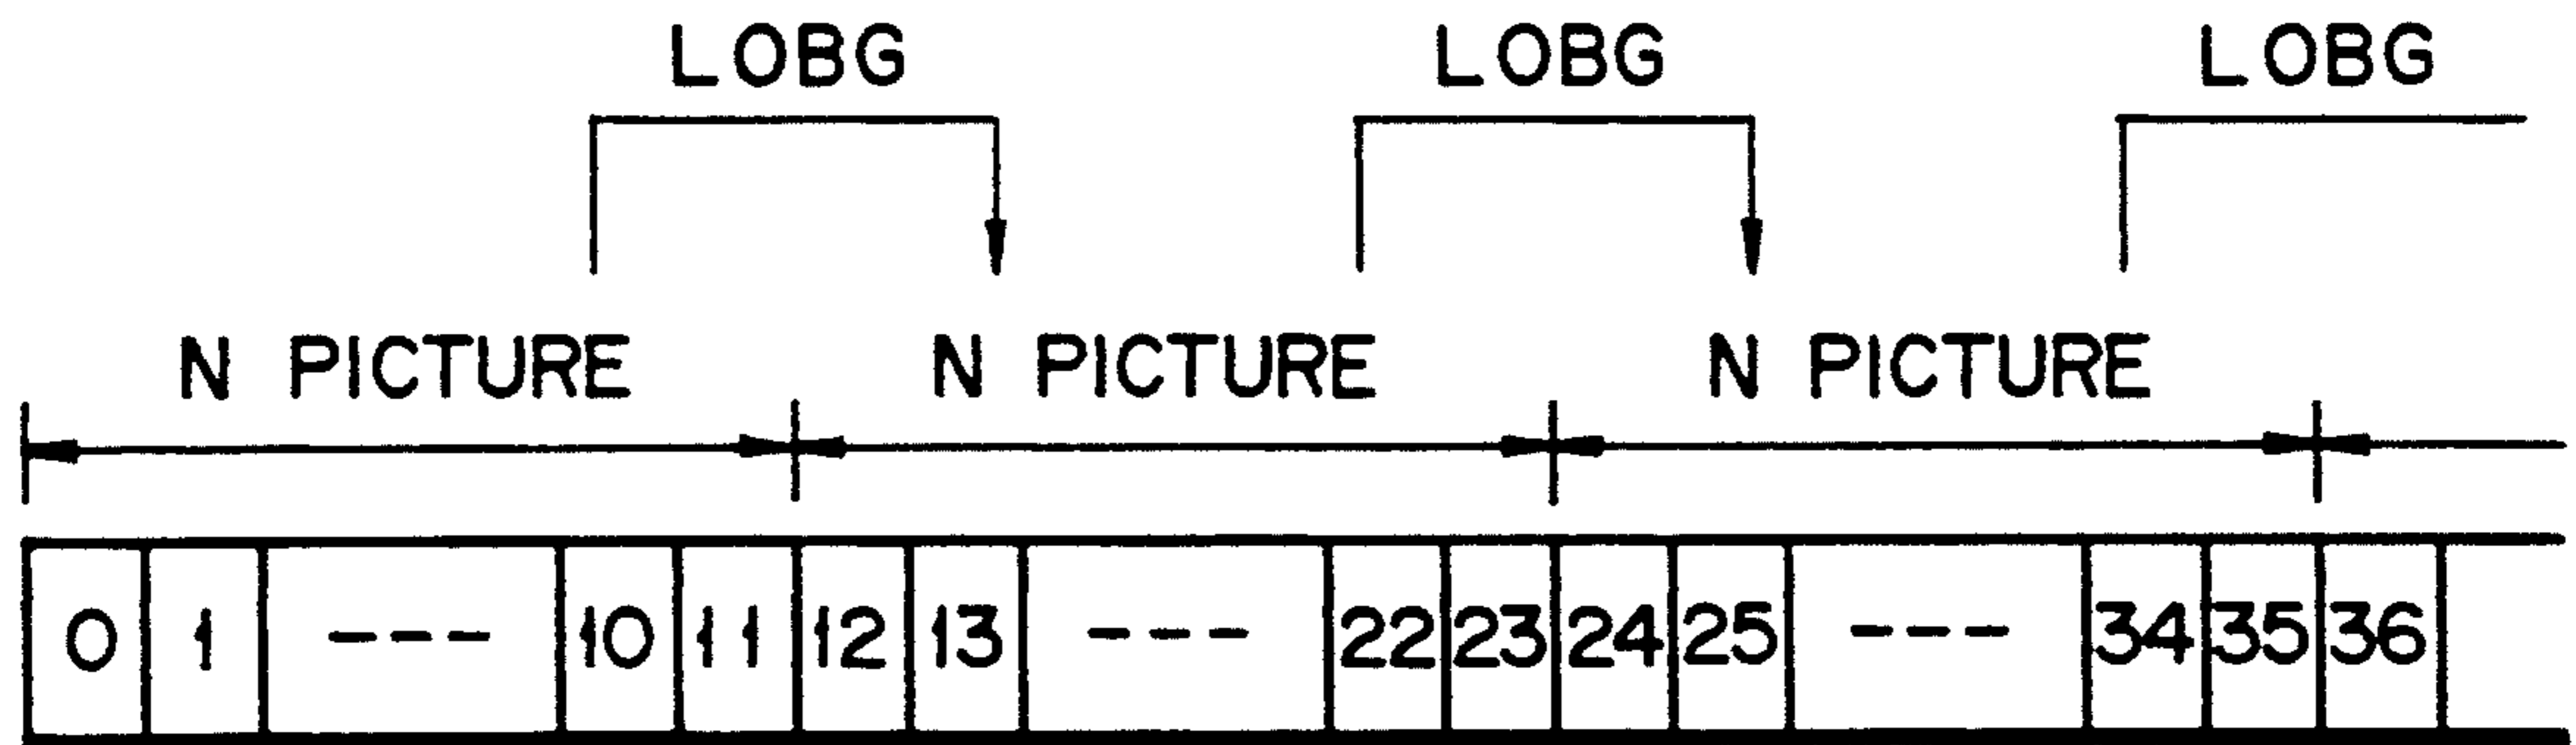 LOBG LOBG LOBG
N PICTURE N PICTURE N PICTURE
0 1 --- 10 11 12 13 --- 22 23 24 25 --- 34 35 36